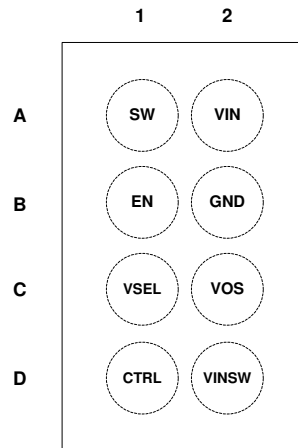 1 2
A SW VIN
B EN GND
C VSEL VOS
D CTRL VINSW